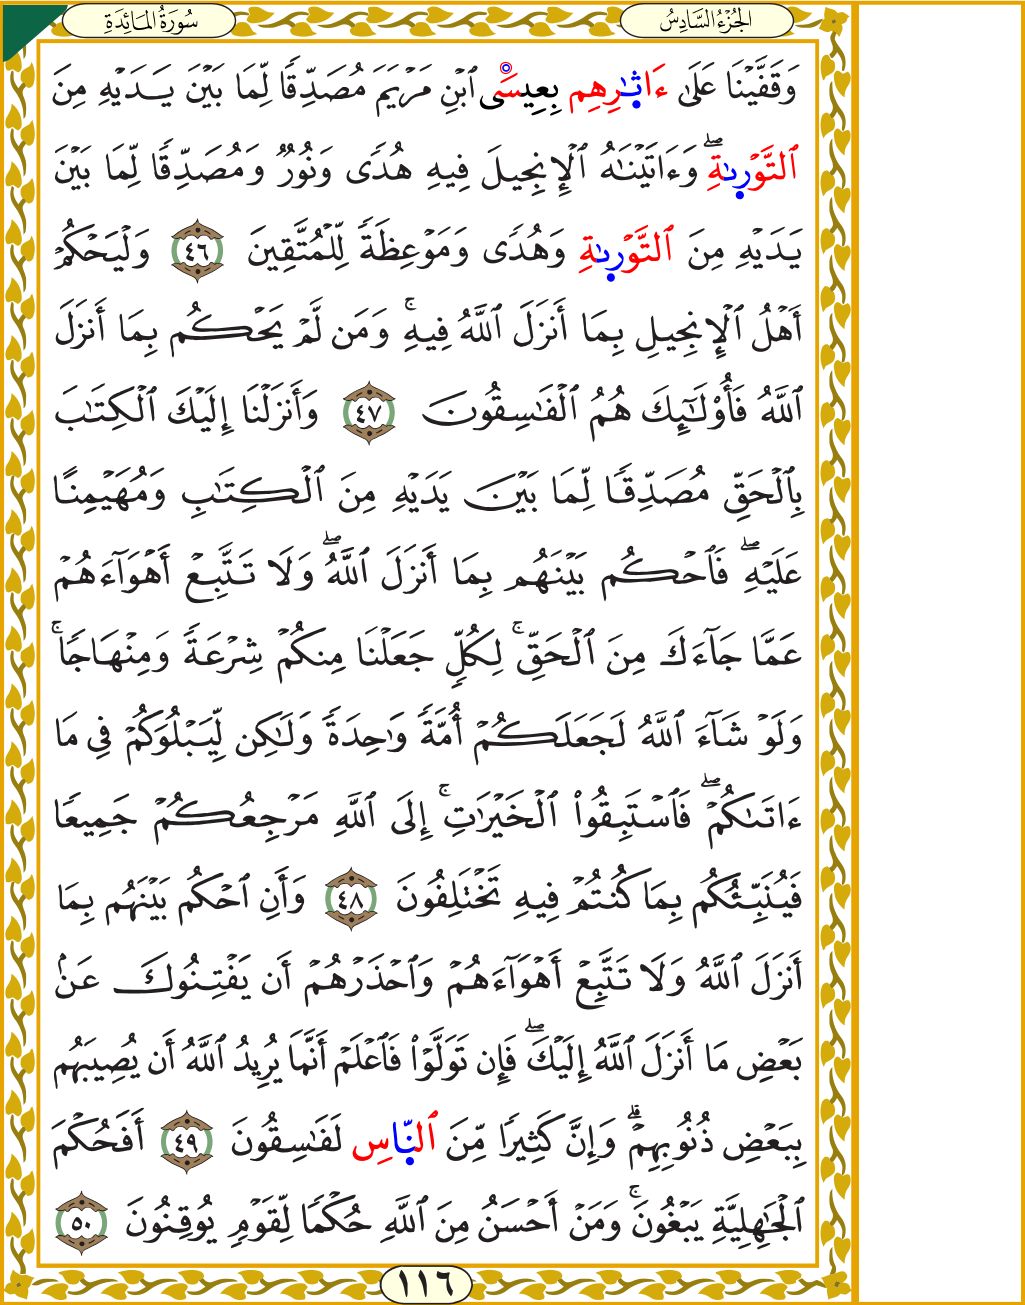 سُورَةُ المَائِدَةِ
الجُزْءُ السَّادِسُ
وَقَفَّيْنَا عَلَىٰٓ ءَاثَٰرِهِم بِعِيسَى ٱبْنِ مَرْيَمَ مُصَدِّقًا لِّمَا بَيْنَ يَدَيْهِ مِنَ
ٱلتَّوْرَىٰةِ ۖ وَءَاتَيْنَٰهُ ٱلْإِنجِيلَ فِيهِ هُدًى وَنُورٌ وَمُصَدِّقًا لِّمَا بَيْنَ
يَدَيْهِ مِنَ ٱلتَّوْرَىٰةِ وَهُدًى وَمَوْعِظَةً لِّلْمُتَّقِينَ ٤٦ وَلْيَحْكُمْ
أَهْلُ ٱلْإِنجِيلِ بِمَآ أَنزَلَ ٱللَّهُ فِيهِ ۚ وَمَن لَّمْ يَحْكُم بِمَآ أَنزَلَ
ٱللَّهُ فَأُو۟لَٰٓئِكَ هُمُ ٱلْفَٰسِقُونَ ٤٧ وَأَنزَلْنَآ إِلَيْكَ ٱلْكِتَٰبَ
بِٱلْحَقِّ مُصَدِّقًا لِّمَا بَيْنَ يَدَيْهِ مِنَ ٱلْكِتَٰبِ وَمُهَيْمِنًا
عَلَيْهِ ۖ فَٱحْكُم بَيْنَهُم بِمَآ أَنزَلَ ٱللَّهُ ۖ وَلَا تَتَّبِعْ أَهْوَآءَهُمْ
عَمَّا جَآءَكَ مِنَ ٱلْحَقِّ ۚ لِكُلٍّ جَعَلْنَا مِنكُمْ شِرْعَةً وَمِنْهَاجًا ۚ
وَلَوْ شَآءَ ٱللَّهُ لَجَعَلَكُمْ أُمَّةً وَٰحِدَةً وَلَٰكِن لِّيَبْلُوَكُمْ فِى مَآ
ءَاتَىٰكُمْ ۖ فَٱسْتَبِقُوا۟ ٱلْخَيْرَٰتِ ۚ إِلَى ٱللَّهِ مَرْجِعُكُمْ جَمِيعًا
فَيُنَبِّئُكُم بِمَا كُنتُمْ فِيهِ تَخْتَلِفُونَ ٤٨ وَأَنِ ٱحْكُم بَيْنَهُم بِمَآ
أَنزَلَ ٱللَّهُ وَلَا تَتَّبِعْ أَهْوَآءَهُمْ وَٱحْذَرْهُمْ أَن يَفْتِنُوكَ عَنۢ
بَعْضِ مَآ أَنزَلَ ٱللَّهُ إِلَيْكَ ۖ فَإِن تَوَلَّوْا۟ فَٱعْلَمْ أَنَّمَا يُرِيدُ ٱللَّهُ أَن يُصِيبَهُم
بِبَعْضِ ذُنُوبِهِمْ ۗ وَإِنَّ كَثِيرًا مِّنَ ٱلنَّاسِ لَفَٰسِقُونَ ٤٩ أَفَحُكْمَ
ٱلْجَٰهِلِيَّةِ يَبْغُونَ ۚ وَمَنْ أَحْسَنُ مِنَ ٱللَّهِ حُكْمًا لِّقَوْمٍ يُوقِنُونَ ٥٠
١١٦